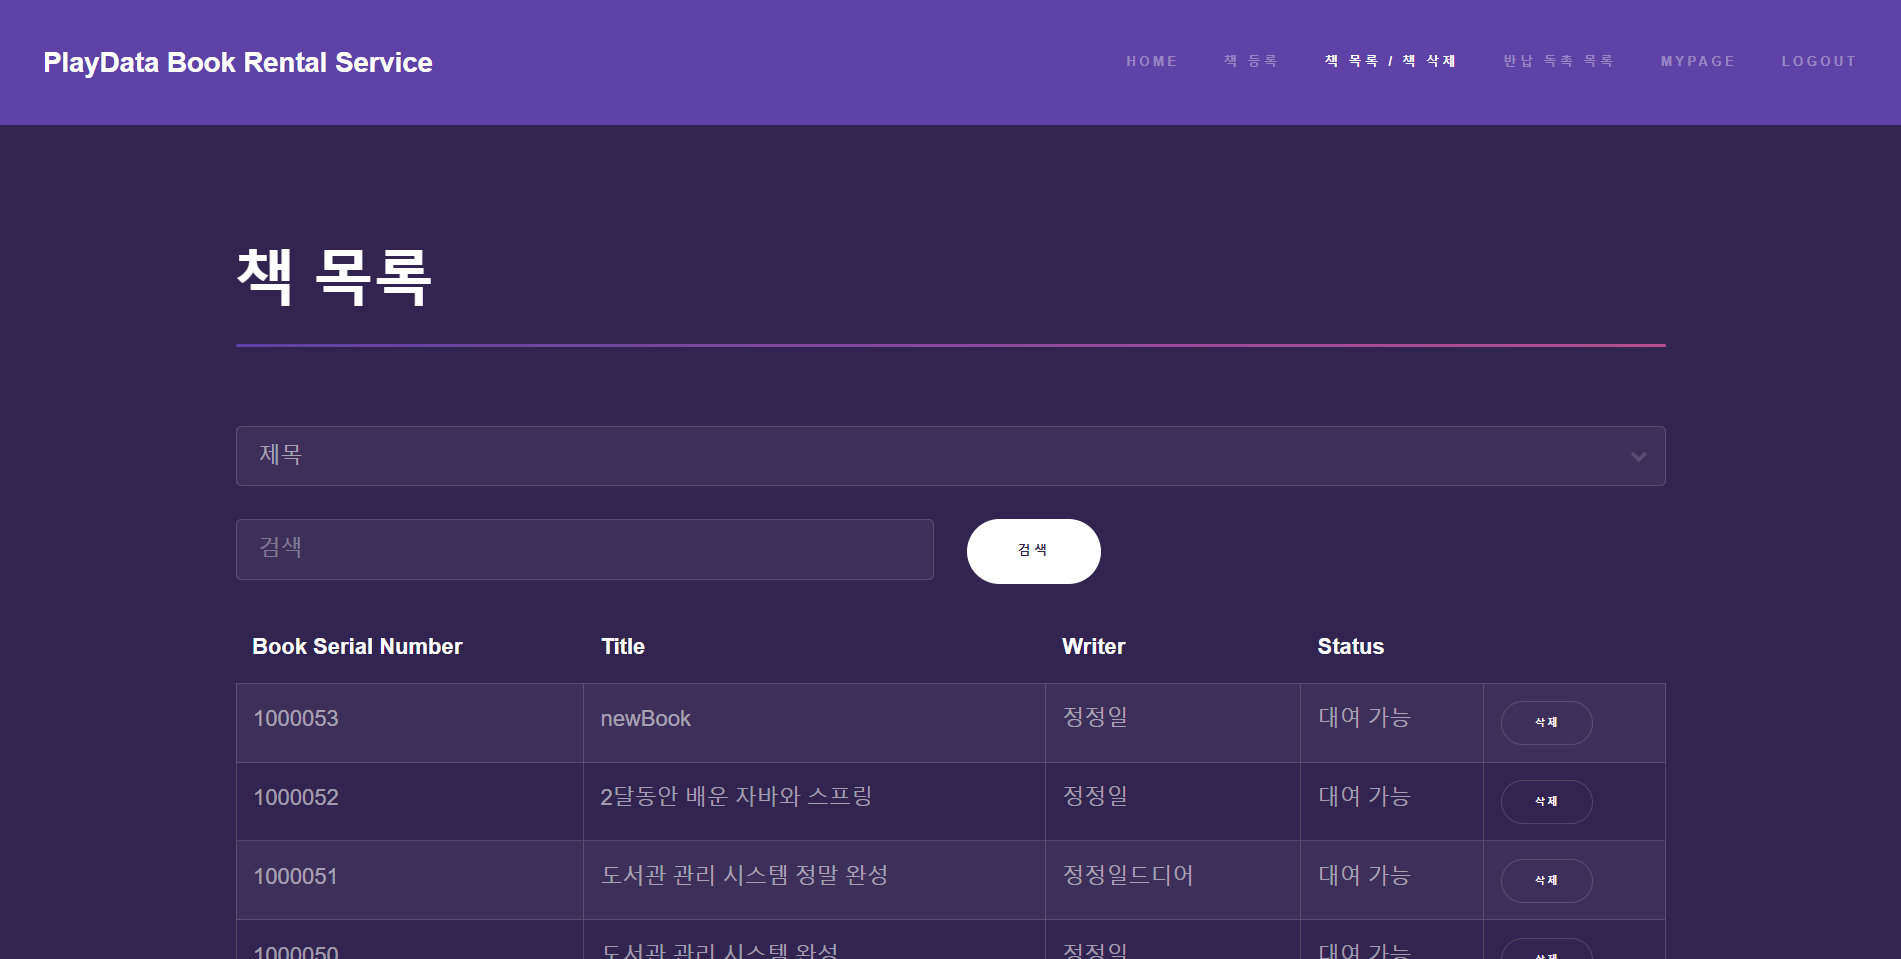 PlayData Book Rental Service HOME 책 등록 책 목록 / 책 삭제 반납 독촉 목록 MYPAGE LOGOUT
책 목록
제목
검색 검색
Book Serial Number Title Writer Status
1000053 newBook 정정일 대여 가능 삭제
1000052 2달동안 배운 자바와 스프링 정정일 대여 가능 삭제
1000051 도서관 관리 시스템 정말 완성 정정일드디어 대여 가능 삭제
1000050 도서관 관리 시스템 완성 정정일 대여 가능 삭제